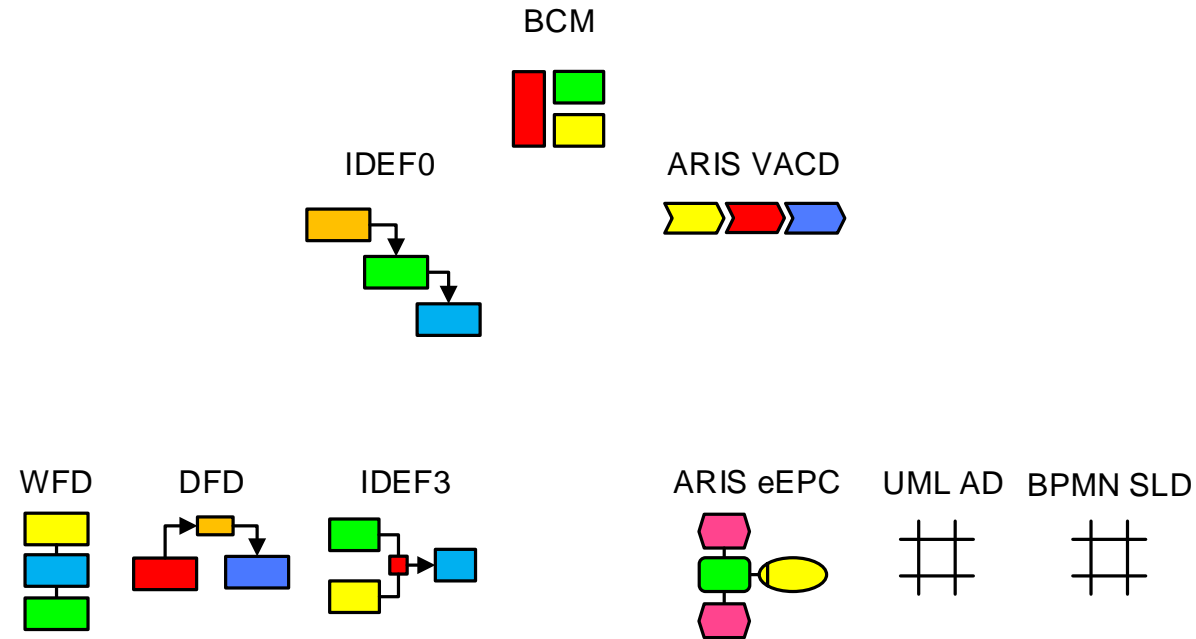 BCM
IDEF0
ARIS VACD
WFD
DFD
IDEF3
ARIS eEPC
UML AD
BPMN SLD